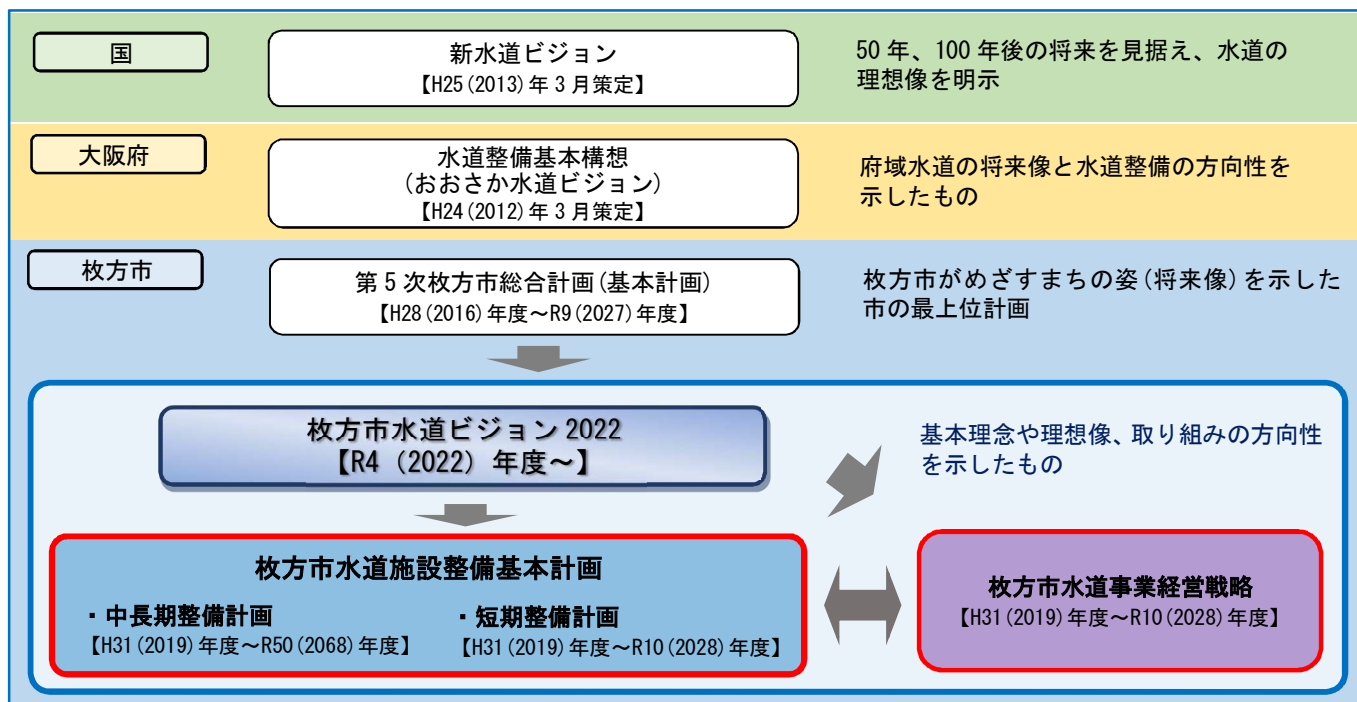 国
新水道ビジョン
【H25(2013)年3月策定】
50年、100年後の将来を見据え、水道の
理想像を明示
大阪府
水道整備基本構想
(おおさか水道ビジョン)
【H24(2012)年3月策定】
府域水道の将来像と水道整備の方向性を
示したもの
枚方市
第5次枚方市総合計画(基本計画)
【H28(2016)年度～R9(2027)年度】
枚方市がめざすまちの姿(将来像)を示した
市の最上位計画
枚方市水道ビジョン2022
【R4（2022）年度～】
基本理念や理想像、取り組みの方向性
を示したもの
枚方市水道施設整備基本計画
・中長期整備計画
【H31(2019)年度～R50(2068)年度】
・短期整備計画
【H31(2019)年度～R10(2028)年度】
枚方市水道事業経営戦略
【H31(2019)年度～R10(2028)年度】